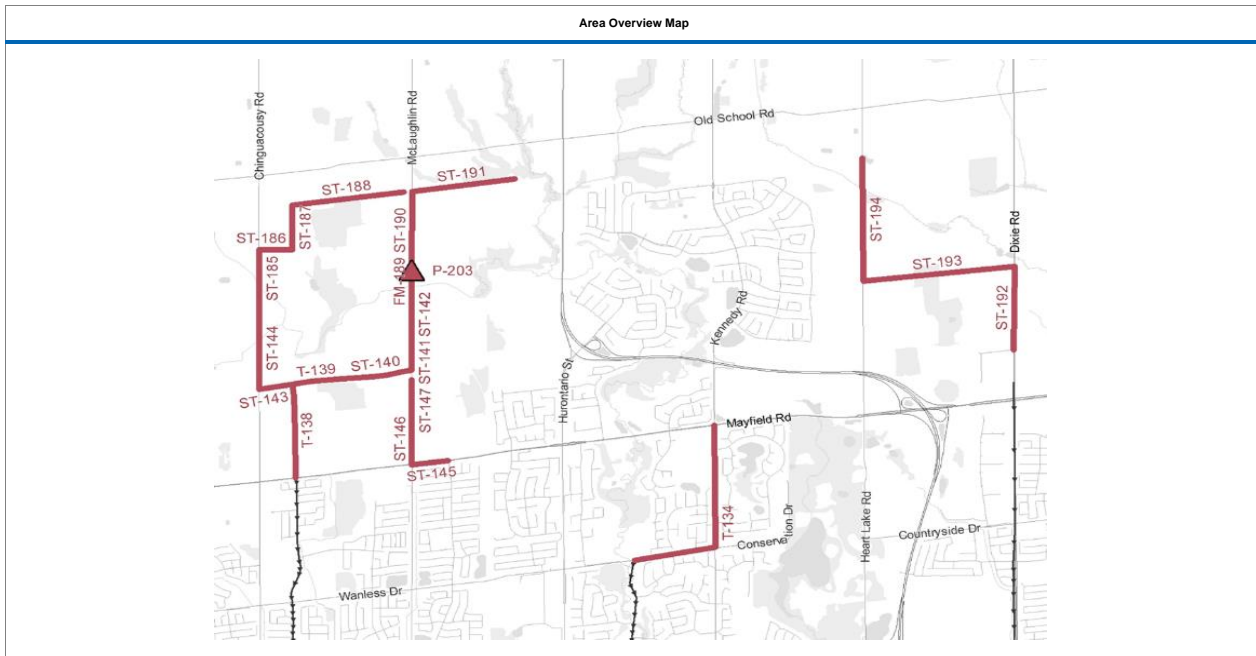 Area Overview Map
Chinguacousy Rd
McLaughlin Rd
Old School Rd
ST-188
ST-191
ST-187
ST-190
ST-186
ST-185
FM-189
P-203
ST-142
ST-194
ST-193
Dixie Rd
ST-192
ST-144
T-139
ST-140
ST-141
ST-143
Kennedy Rd
Hurontario St
T-138
ST-147
ST-146
ST-145
Mayfield Rd
T-134
Conservation Dr
Heart Lake Rd
Countryside Dr
Wanless Dr